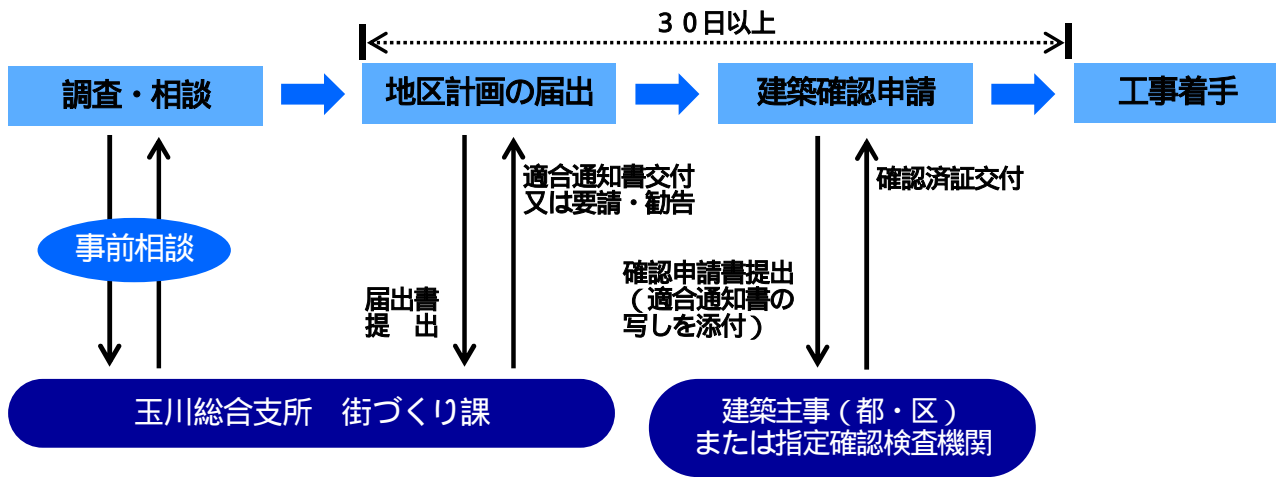 ３０日以上
調査・相談
地区計画の届出
建築確認申請
工事着手
適合通知書交付
又は要請・勧告
確認済証交付
事前相談
届出書
提　出
確認申請書提出
（適合通知書の
写しを添付）
玉川総合支所　街づくり課
建築主事（都・区）
または指定確認検査機関